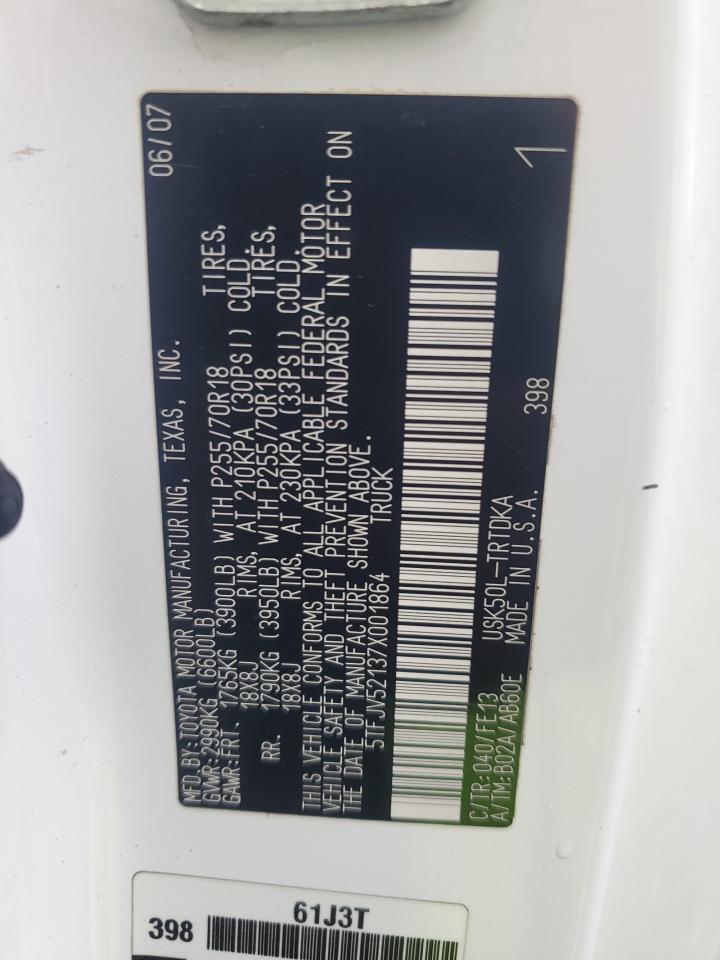 MFD.BY:TOYOTA MOTOR MANUFACTURING, TEXAS, INC. 06/07
GVWR:2990KG (6600LB)
GAWR:FRT. 1765KG (3900LB) WITH P255/70R18 TIRES,
18X8J RIMS, AT 210KPA (30PSI) COLD.
RR. 1790KG (3950LB) WITH P255/70R18 TIRES,
18X8J RIMS, AT 230KPA (33PSI) COLD.
THIS VEHICLE CONFORMS TO ALL APPLICABLE FEDERAL MOTOR
VEHICLE SAFETY AND THEFT PREVENTION STANDARDS IN EFFECT ON
THE DATE OF MANUFACTURE SHOWN ABOVE.
5TFJV52137X001864 TRUCK
C/TR:040/FE13 USK50L-TRTDKA 398 1
A/TM:B02A/AB60E MADE IN U.S.A.
61J3T
398